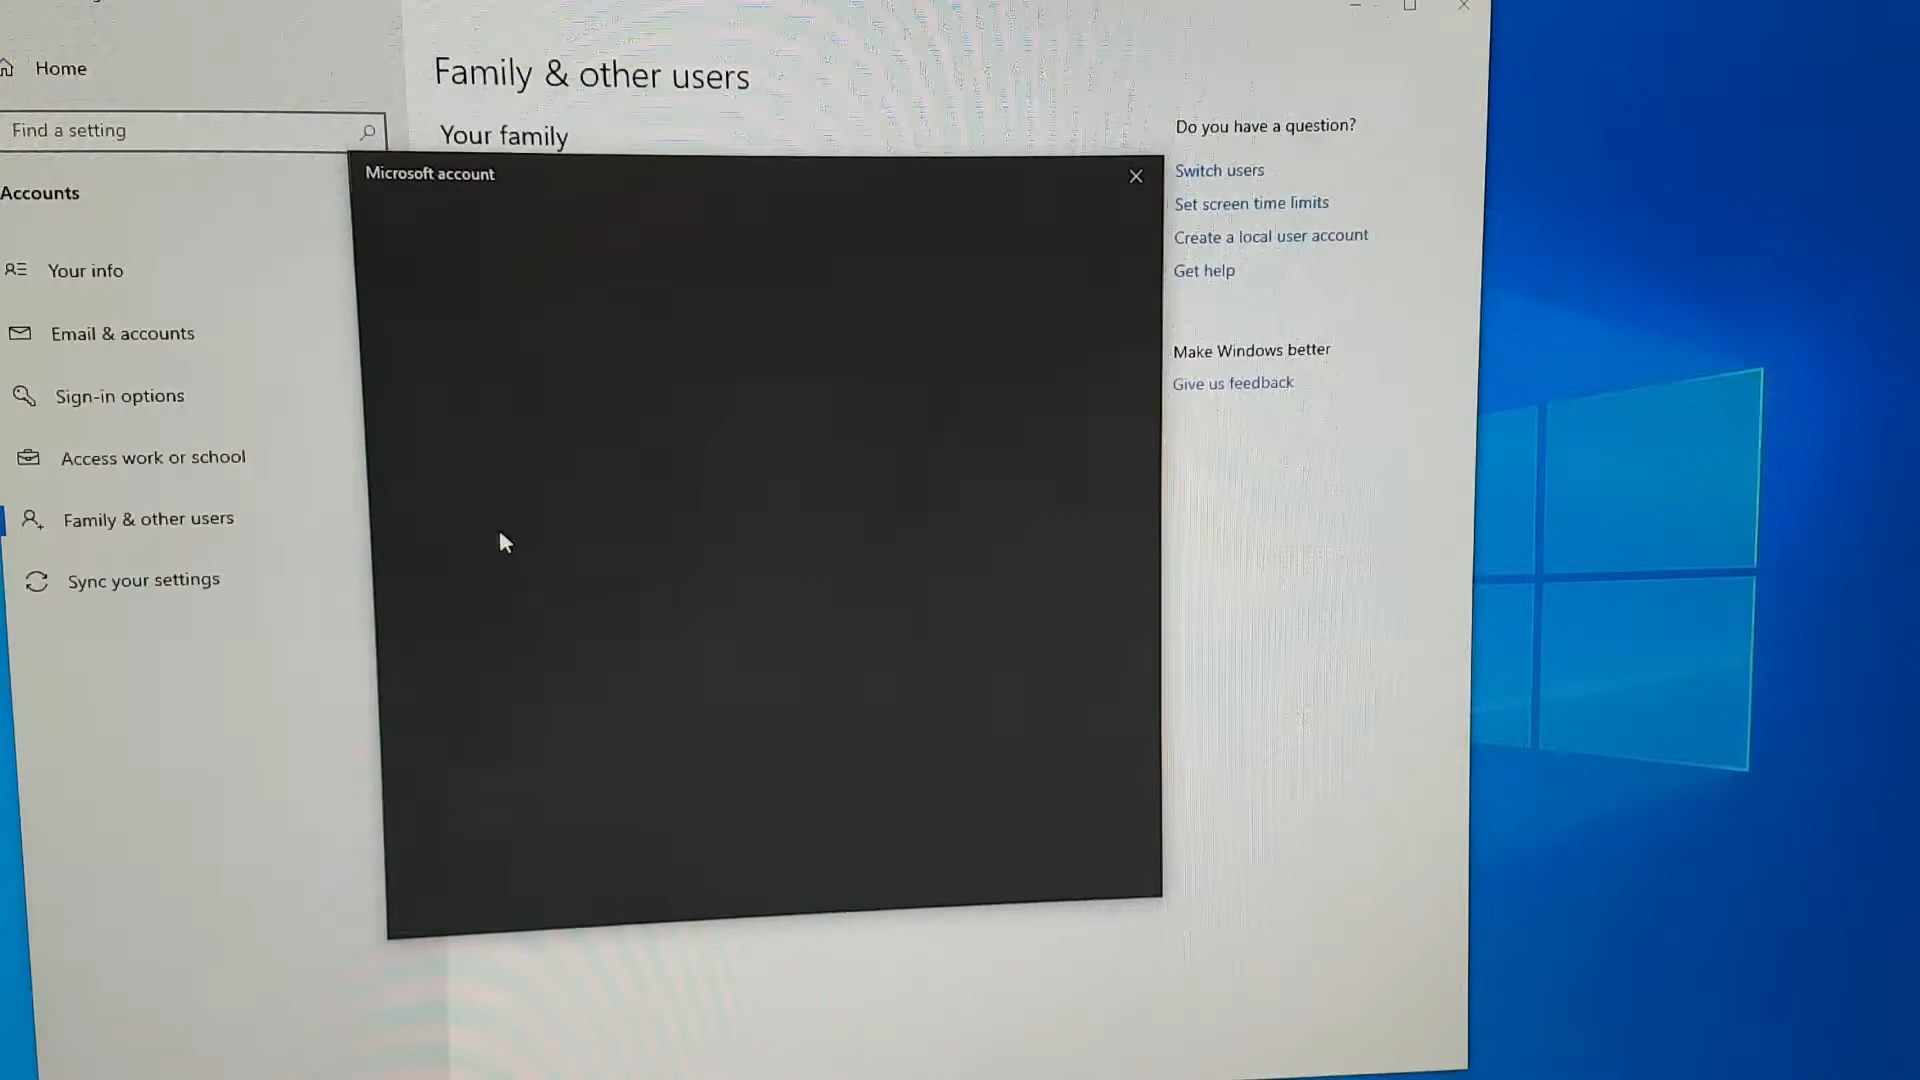 Home
Find a setting
Accounts
Your info
Email & accounts
Sign-in options
Access work or school
Family & other users
Sync your settings
Family & other users
Your family
Microsoft account
Do you have a question?
Switch users
Set screen time limits
Create a local user account
Get help
Make Windows better
Give us feedback